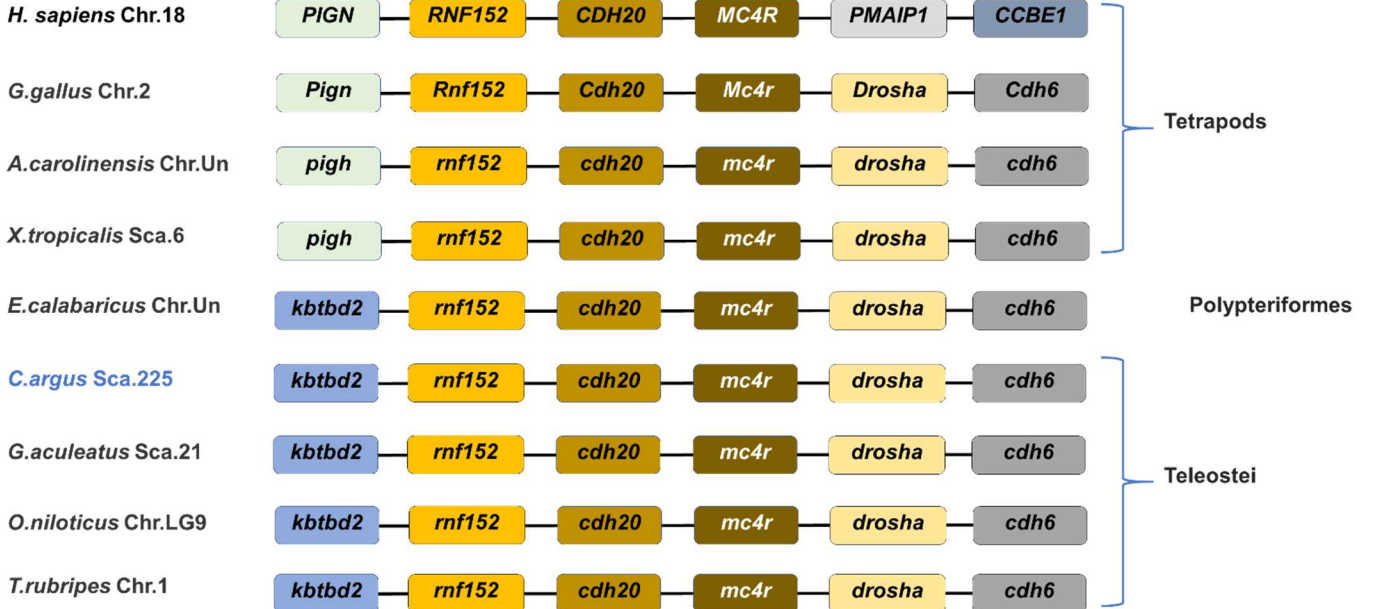 H. sapiens Chr.18 PIGN RNF152 CDH20 MC4R PMAIP1 CCBE1
G.gallus Chr.2 Pign Rnf152 Cdh20 Mc4r Drosha Cdh6
Tetrapods
A.carolinensis Chr.Un pigh rnf152 cdh20 mc4r drosha cdh6
X.tropicalis Sca.6 pigh rnf152 cdh20 mc4r drosha cdh6
E.calabaricus Chr.Un kbtbd2 rnf152 cdh20 mc4r drosha cdh6 Polypteriformes
C.argus Sca.225 kbtbd2 rnf152 cdh20 mc4r drosha cdh6
G.aculeatus Sca.21 kbtbd2 rnf152 cdh20 mc4r drosha cdh6
Teleostei
O.niloticus Chr.LG9 kbtbd2 rnf152 cdh20 mc4r drosha cdh6
T.rubripes Chr.1 kbtbd2 rnf152 cdh20 mc4r drosha cdh6